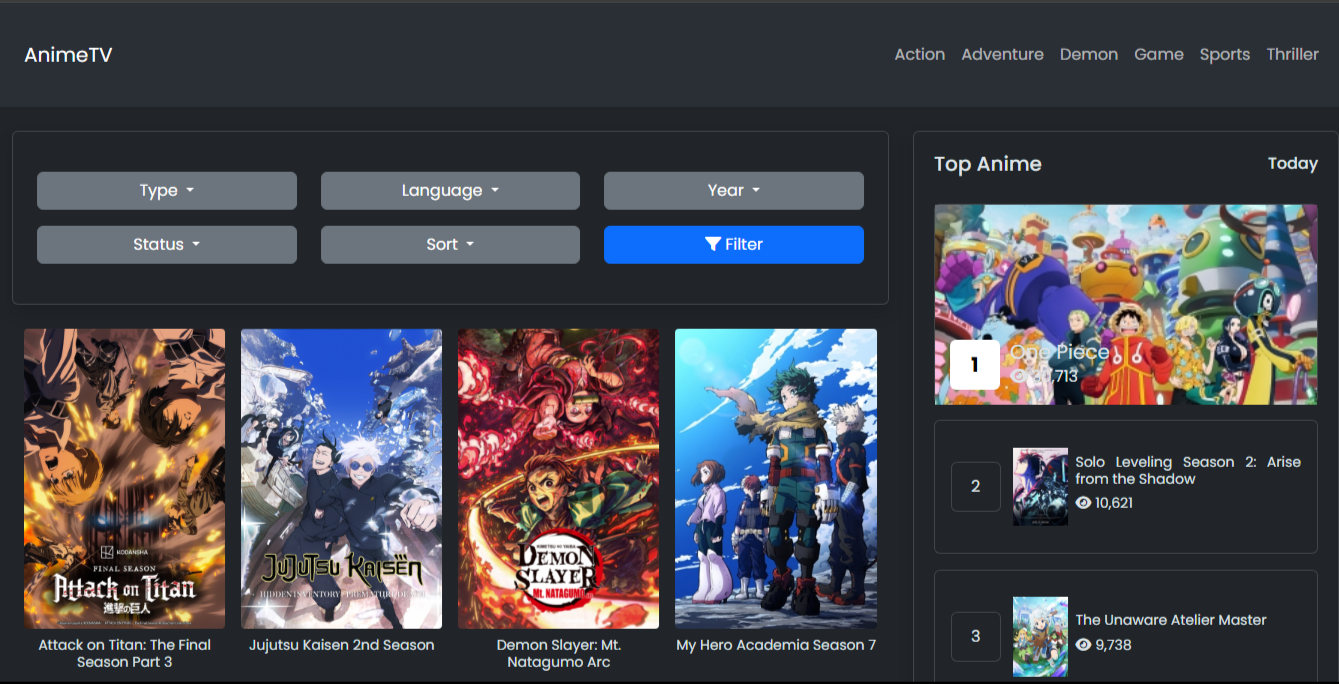 AnimeTV
Action Adventure Demon Game Sports Thriller
Type
Language
Year
Status
Sort
Filter
KODANSHA
FINAL SEASON
Attack on Titan
進撃の巨人
Attack on Titan: The Final
Season Part 3
JUJUTSU KAISEN
HIDDEN INVENTORY / PREMATURE DEATH
Jujutsu Kaisen 2nd Season
KIMETSU NO YAIBA
DEMON
SLAYER
Mt. NATAGUMO
Demon Slayer: Mt.
Natagumo Arc
My Hero Academia Season 7
Top Anime
Today
1
One Piece
,713
2
Solo Leveling Season 2: Arise
from the Shadow
10,621
3
The Unaware Atelier Master
9,738